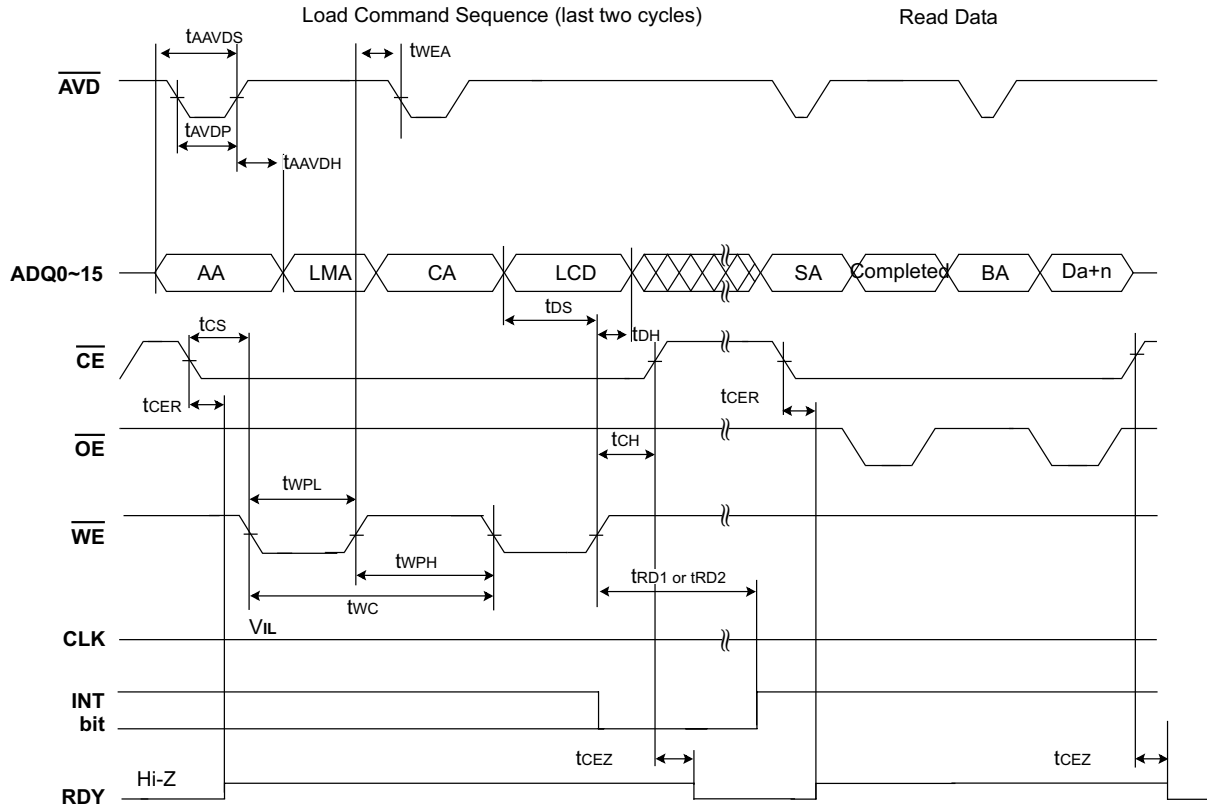 Load Command Sequence (last two cycles)
Read Data
tAAVDS
tWEA
AVD
tAVDP
tAAVDH
ADQ0~15
AA
LMA
CA
LCD
SA
Completed
BA
Da+n
tDS
tDH
tCS
CE
tCER
tCER
OE
tCH
tWPL
WE
tWPH
tRD1 or tRD2
tWC
VIL
CLK
INT
bit
tCEZ
tCEZ
Hi-Z
RDY